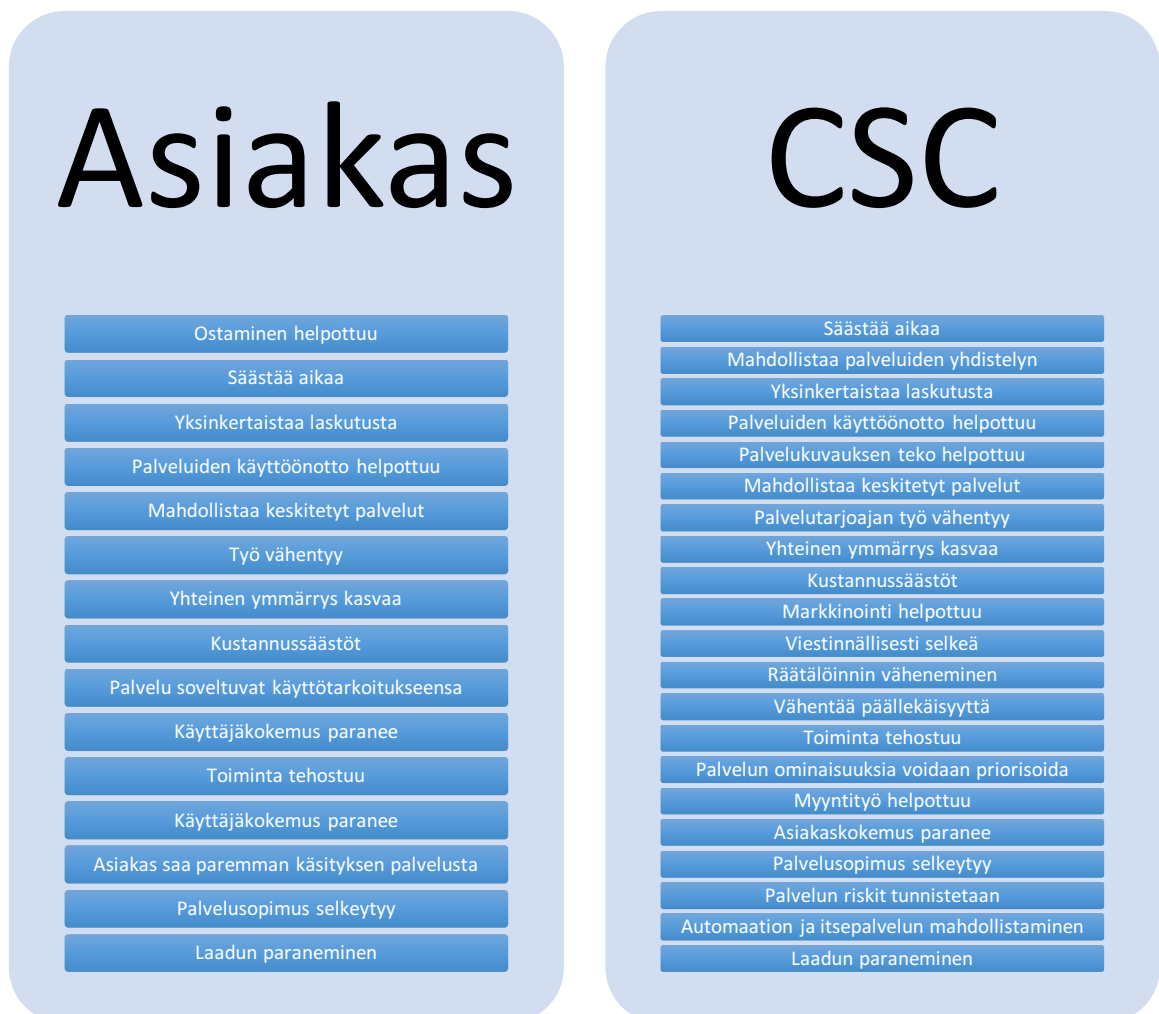 Asiakas
Ostaminen helpottuu
Säästää aikaa
Yksinkertaistaa laskutusta
Palveluiden käyttöönotto helpottuu
Mahdollistaa keskitetyt palvelut
Työ vähentyy
Yhteinen ymmärrys kasvaa
Kustannussäästöt
Palvelu soveltuvat käyttötarkoitukseensa
Käyttäjäkokemus paranee
Toiminta tehostuu
Käyttäjäkokemus paranee
Asiakas saa paremman käsityksen palvelusta
Palvelusopimus selkeytyy
Laadun paraneminen
CSC
Säästää aikaa
Mahdollistaa palveluiden yhdistelyn
Yksinkertaistaa laskutusta
Palveluiden käyttöönotto helpottuu
Palvelukuvauksen teko helpottuu
Mahdollistaa keskitetyt palvelut
Palvelutarjoajan työ vähentyy
Yhteinen ymmärrys kasvaa
Kustannussäästöt
Markkinointi helpottuu
Viestinnällisesti selkeä
Räätälöinnin väheneminen
Vähentää päällekäisyyttä
Toiminta tehostuu
Palvelun ominaisuuksia voidaan priorisoida
Myyntityö helpottuu
Asiakaskokemus paranee
Palvelusopimus selkeytyy
Palvelun riskit tunnistetaan
Automaation ja itsepalvelun mahdollistaminen
Laadun paraneminen